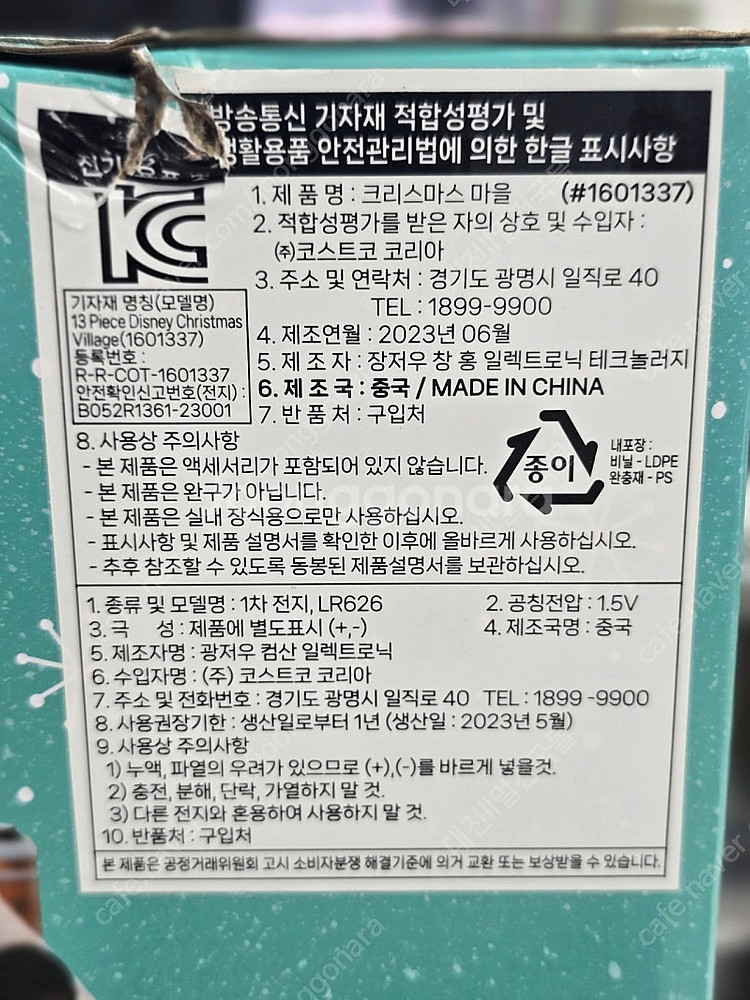 방송통신 기자재 적합성평가 및
생활용품 안전관리법에 의한 한글 표시사항
1. 제 품 명 : 크리스마스 마을 (#1601337)
2. 적합성평가를 받은 자의 상호 및 수입자 :
㈜코스트코 코리아
3. 주소 및 연락처 : 경기도 광명시 일직로 40
TEL : 1899-9900
4. 제조연월 : 2023년 06월
5. 제 조 자 : 장저우 창 홍 일렉트로닉 테크놀러지
6. 제 조 국 : 중국 / MADE IN CHINA
7. 반 품 처 : 구입처
기자재 명칭(모델명)
13 Piece Disney Christmas
Village(1601337)
등록번호 :
R-R-COT-1601337
안전확인신고번호(전지) :
B052R1361-23001
8. 사용상 주의사항
- 본 제품은 액세서리가 포함되어 있지 않습니다.
- 본 제품은 완구가 아닙니다.
- 본 제품은 실내 장식용으로만 사용하십시오.
- 표시사항 및 제품 설명서를 확인한 이후에 올바르게 사용하십시오.
- 추후 참조할 수 있도록 동봉된 제품설명서를 보관하십시오.
종이
내포장 :
비닐 - LDPE
완충재 - PS
1. 종류 및 모델명 : 1차 전지, LR626 2. 공칭전압 : 1.5V
3. 극 성 : 제품에 별도표시 (+,-) 4. 제조국명 : 중국
5. 제조자명 : 광저우 컴산 일렉트로닉
6. 수입자명 : (주) 코스트코 코리아
7. 주소 및 전화번호 : 경기도 광명시 일직로 40 TEL : 1899 -9900
8. 사용권장기한 : 생산일로부터 1년 (생산일 : 2023년 5월)
9. 사용상 주의사항
1) 누액, 파열의 우려가 있으므로 (+),(-)를 바르게 넣을것.
2) 충전, 분해, 단락, 가열하지 말 것.
3) 다른 전지와 혼용하여 사용하지 말 것.
10. 반품처 : 구입처
본 제품은 공정거래위원회 고시 소비자분쟁 해결기준에 의거 교환 또는 보상받을 수 있습니다.